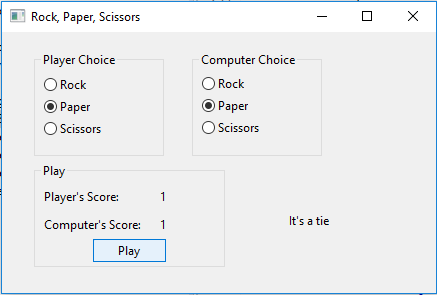 Rock, Paper, Scissors
Player Choice
Rock
Paper
Scissors
Computer Choice
Rock
Paper
Scissors
Play
Player's Score: 1
Computer's Score: 1
Play
It's a tie